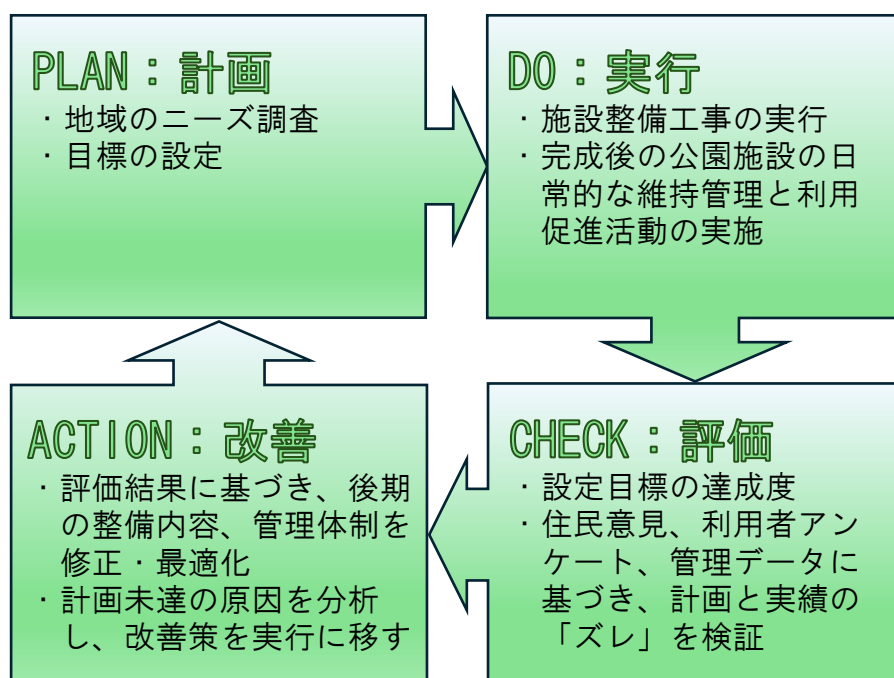 PLAN：計画
・地域のニーズ調査
・目標の設定
DO：実行
・施設整備工事の実行
・完成後の公園施設の日
常的な維持管理と利用
促進活動の実施
CHECK：評価
・設定目標の達成度
・住民意見、利用者アン
ケート、管理データに
基づき、計画と実績の
「ズレ」を検証
ACTION：改善
・評価結果に基づき、後期
の整備内容、管理体制を
修正・最適化
・計画未達の原因を分析
し、改善策を実行に移す